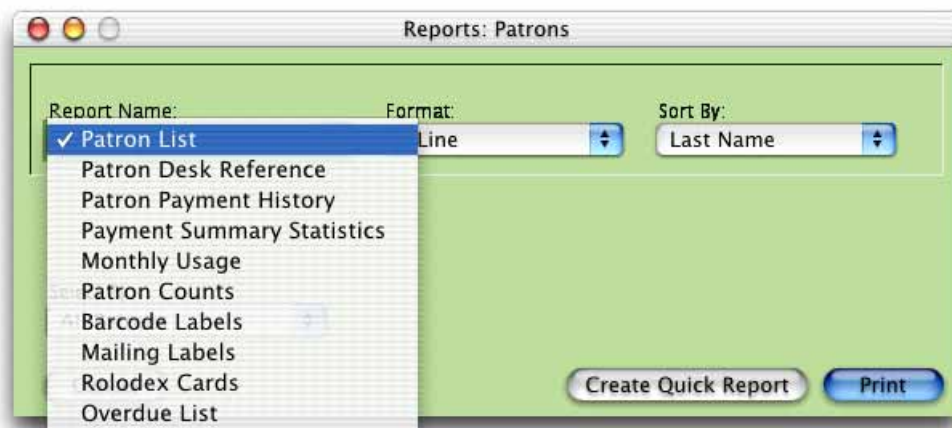 Reports: Patrons
Report Name:
Format:
Sort By:
✓ Patron List
Line
Last Name
Patron Desk Reference
Patron Payment History
Payment Summary Statistics
Monthly Usage
Patron Counts
Barcode Labels
Mailing Labels
Rolodex Cards
Overdue List
Create Quick Report
Print